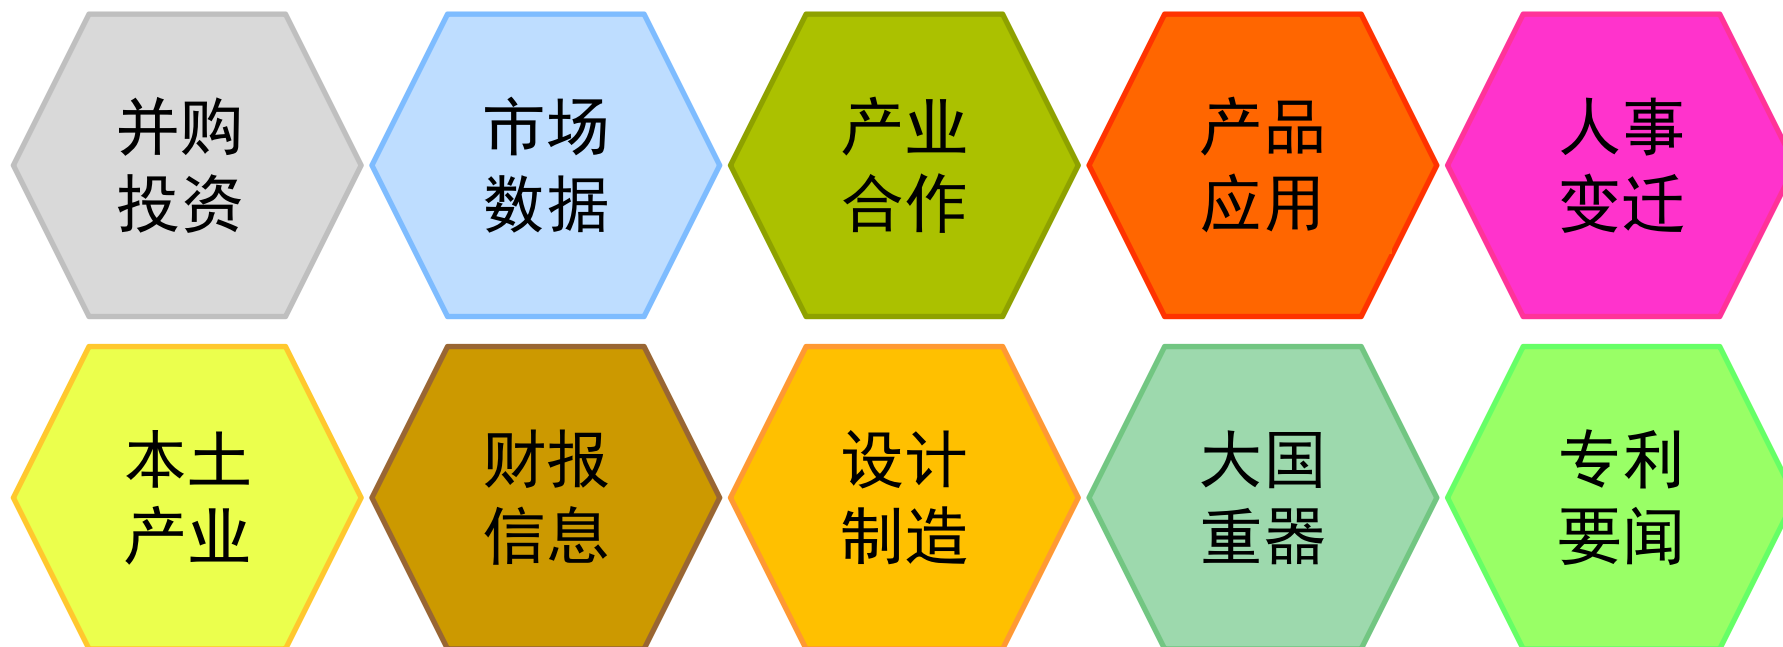 并购
投资
市场
数据
产业
合作
产品
应用
人事
变迁
本土
产业
财报
信息
设计
制造
大国
重器
专利
要闻